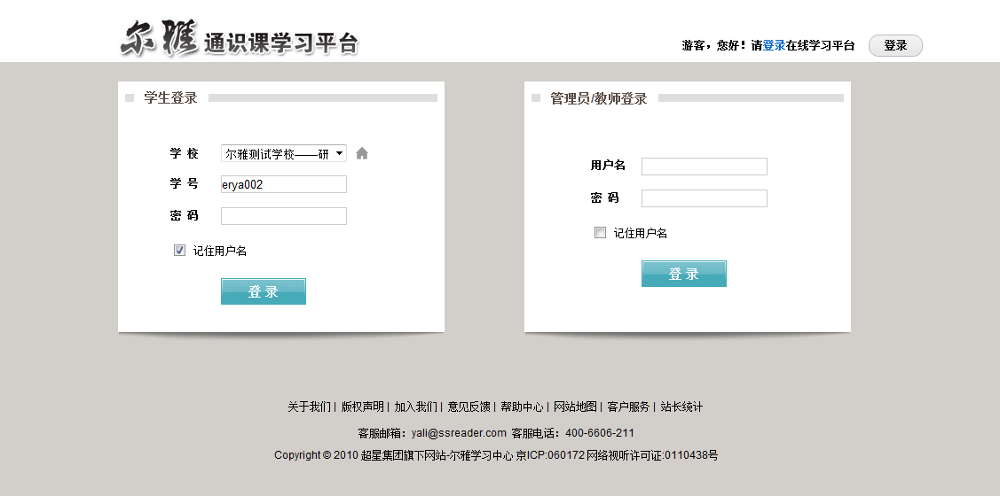 尔雅 通识课学习平台
游客，您好！请登录在线学习平台 登录
学生登录
学 校 尔雅测试学校——研
学 号 erya002
密 码
记住用户名
登 录
管理员/教师登录
用户名
密 码
记住用户名
登 录
关于我们 | 版权声明 | 加入我们 | 意见反馈 | 帮助中心 | 网站地图 | 客户服务 | 站长统计
客服邮箱：yali@ssreader.com 客服电话：400-6606-211
Copyright © 2010 超星集团旗下网站-尔雅学习中心 京ICP:060172 网络视听许可证:0110438号